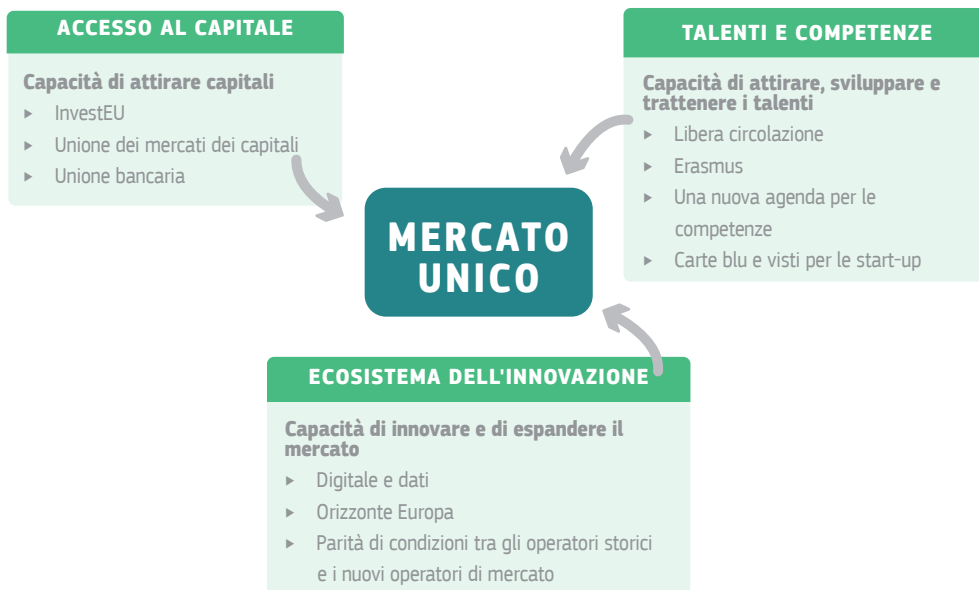 ACCESSO AL CAPITALE
Capacità di attirare capitali
▸ InvestEU
▸ Unione dei mercati dei capitali
▸ Unione bancaria
TALENTI E COMPETENZE
Capacità di attirare, sviluppare e
trattenere i talenti
▸ Libera circolazione
▸ Erasmus
▸ Una nuova agenda per le
competenze
▸ Carte blu e visti per le start-up
MERCATO
UNICO
ECOSISTEMA DELL'INNOVAZIONE
Capacità di innovare e di espandere il
mercato
▸ Digitale e dati
▸ Orizzonte Europa
▸ Parità di condizioni tra gli operatori storici
e i nuovi operatori di mercato